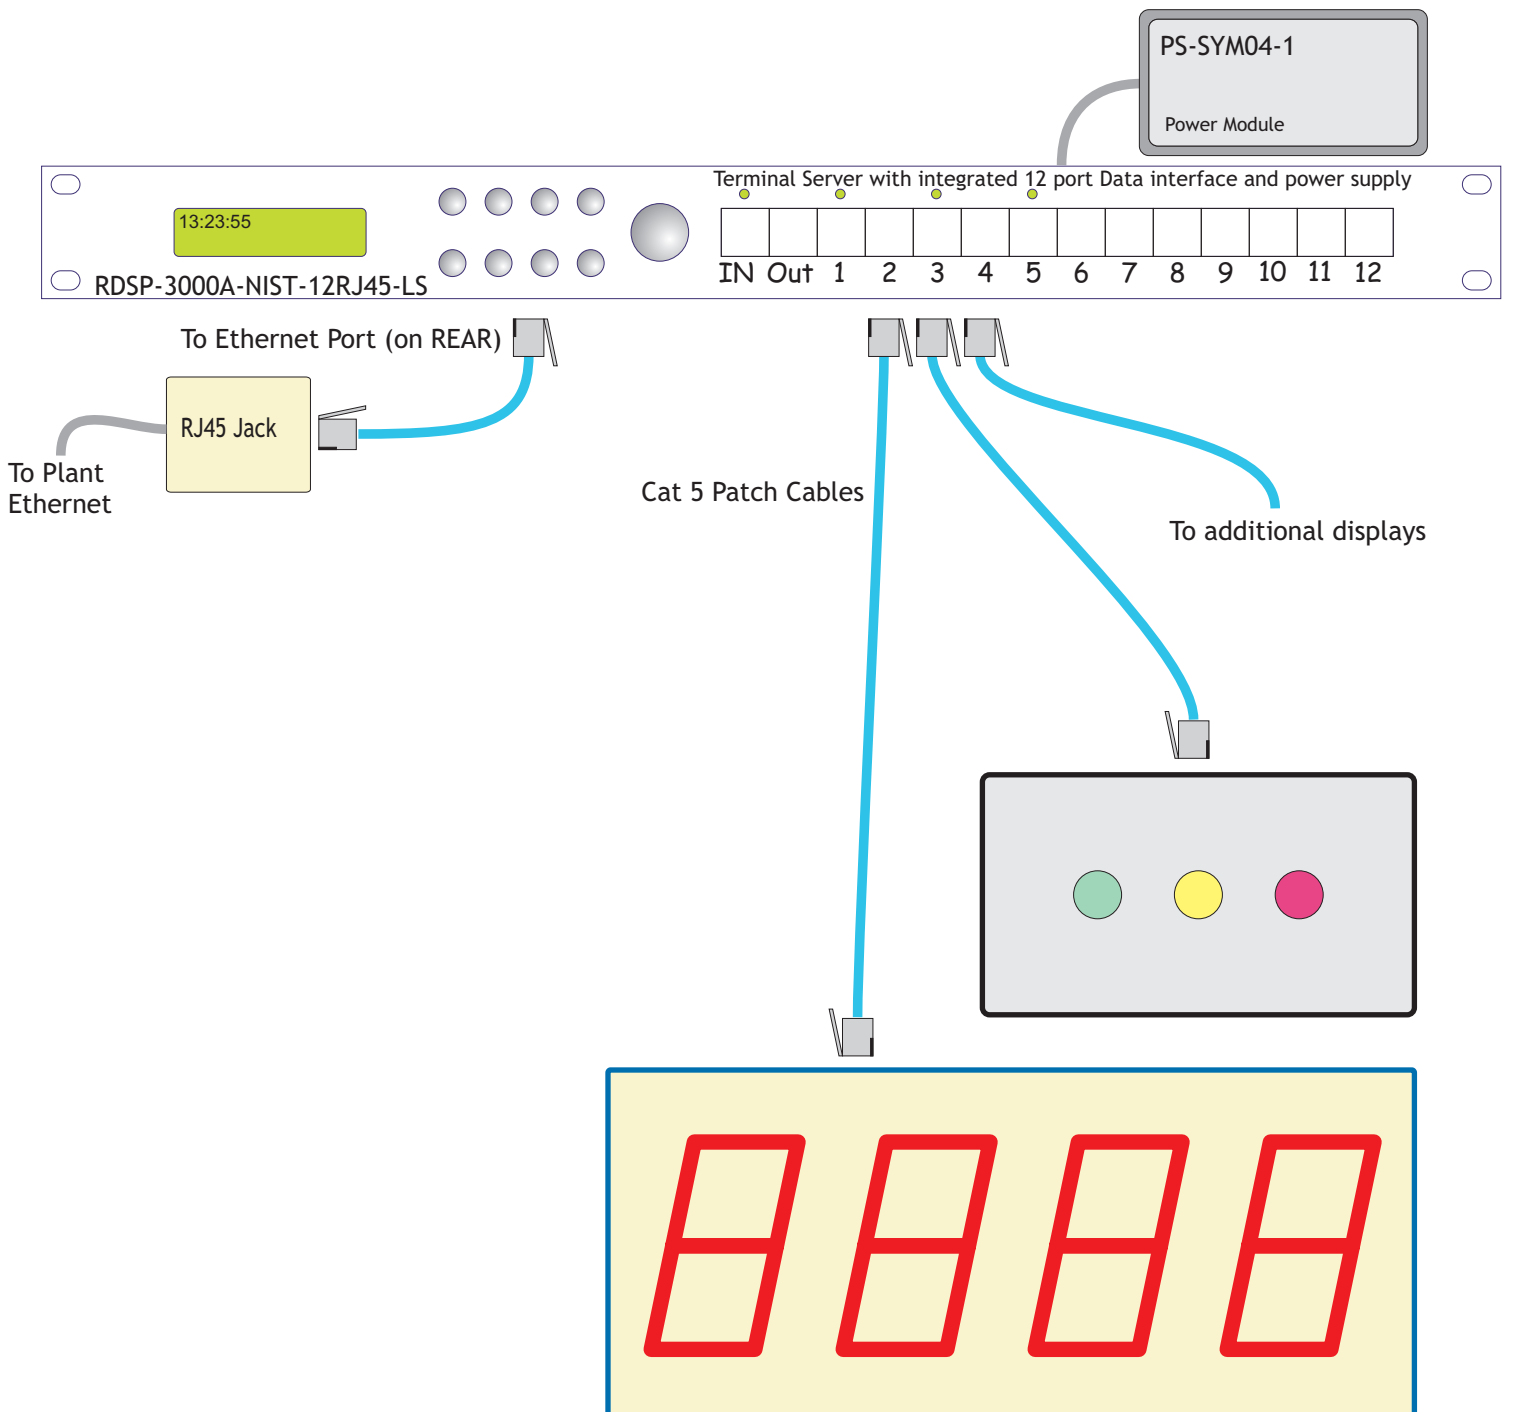 PS-SYM04-1
Power Module
Terminal Server with integrated 12 port Data interface and power supply
13:23:55
IN Out 1 2 3 4 5 6 7 8 9 10 11 12
RDSP-3000A-NIST-12RJ45-LS
To Ethernet Port (on REAR)
RJ45 Jack
To Plant
Ethernet
Cat 5 Patch Cables
To additional displays
8888